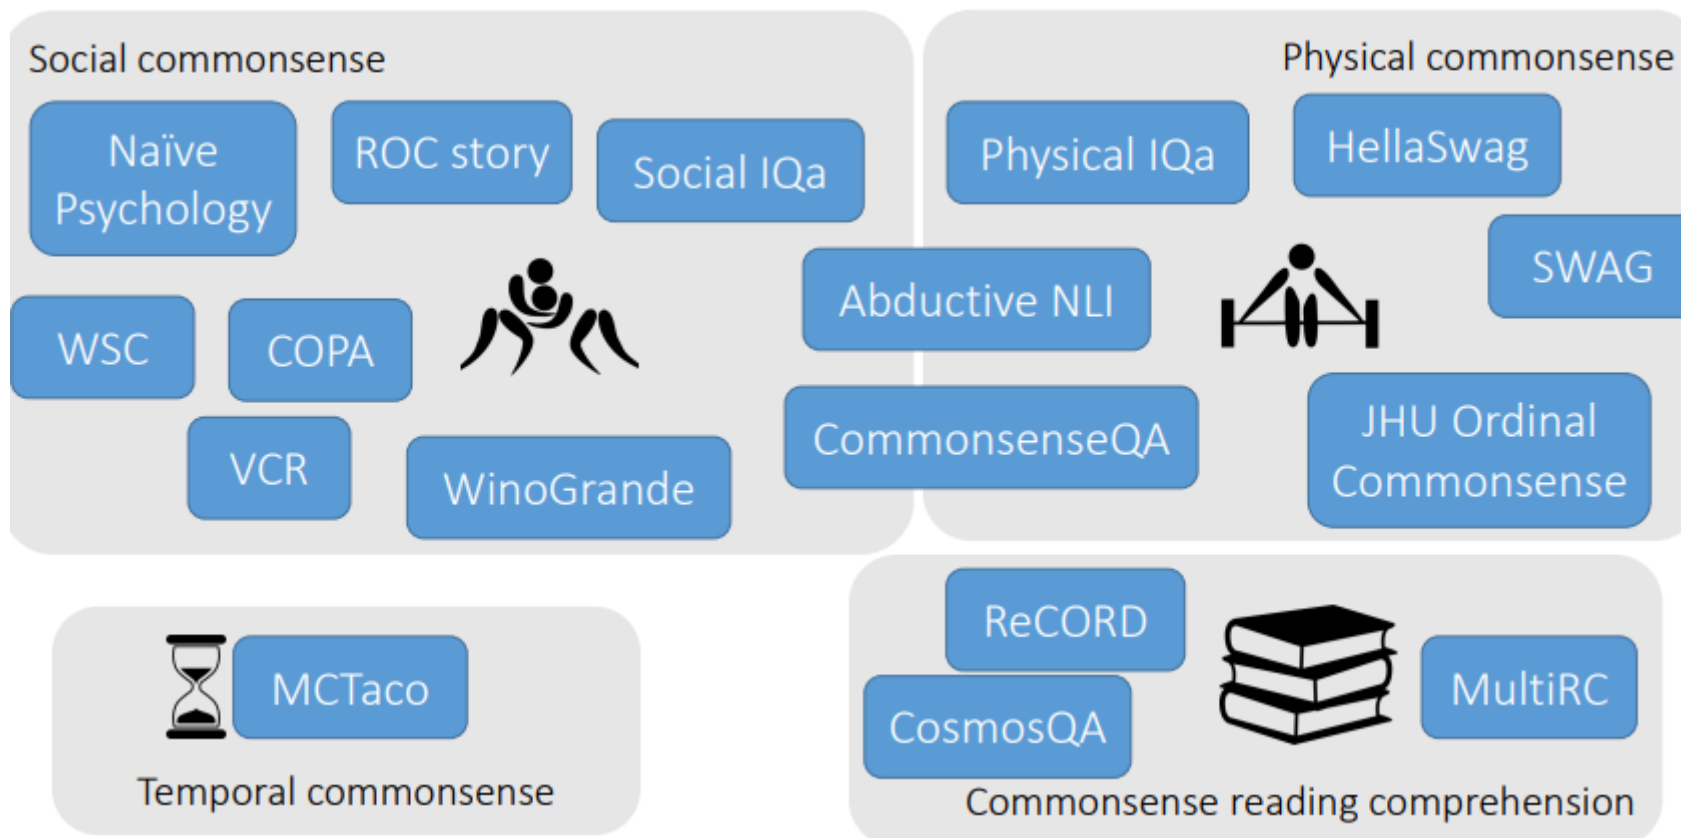 Social commonsense
Naïve
Psychology
ROC story
Social IQa
WSC
COPA
VCR
WinoGrande
Abductive NLI
CommonsenseQA
Physical commonsense
Physical IQa
HellaSwag
SWAG
JHU Ordinal
Commonsense
MCTaco
Temporal commonsense
ReCORD
CosmosQA
MultiRC
Commonsense reading comprehension